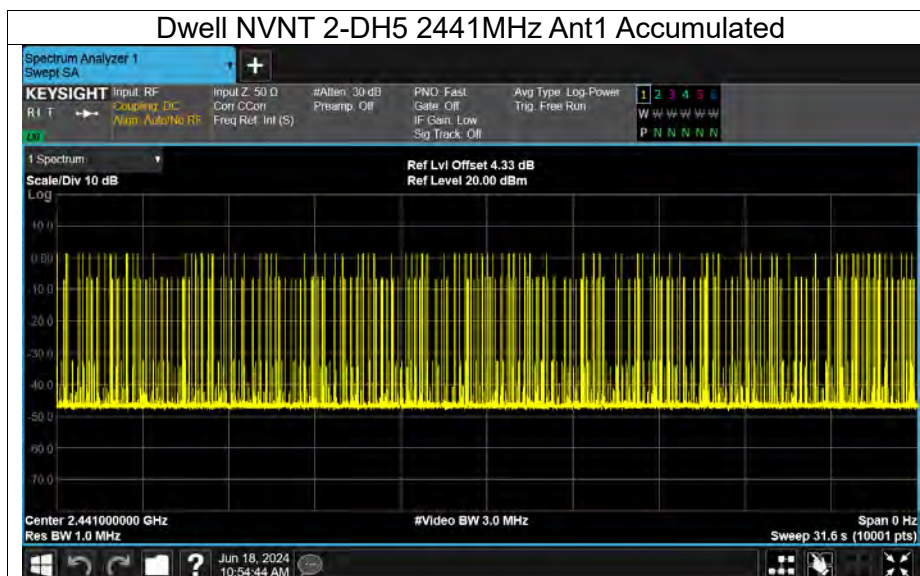 Dwell NVNT 2-DH5 2441MHz Ant1 Accumulated
Spectrum Analyzer 1
Swept SA
+
KEYSIGHT Input: RF Input Z: 50 Ω #Atten: 30 dB PNO: Fast Avg Type: Log-Power 1 2 3 4 5 6
R L T Coupling: DC Corr CCorr Preamp: Off Gate: Off Trig: Free Run W W W W W W
Align: Auto/No RF Freq Ref: Int (S) IF Gain: Low
Sig Track: Off P N N N N N
1 Spectrum Ref Lvl Offset 4.33 dB
Scale/Div 10 dB Ref Level 20.00 dBm
Log
10.0
0.00
-10.0
-20.0
-30.0
-40.0
-50.0
-60.0
-70.0
Center 2.441000000 GHz #Video BW 3.0 MHz Span 0 Hz
Res BW 1.0 MHz Sweep 31.6 s (10001 pts)
? Jun 18, 2024
10:54:44 AM